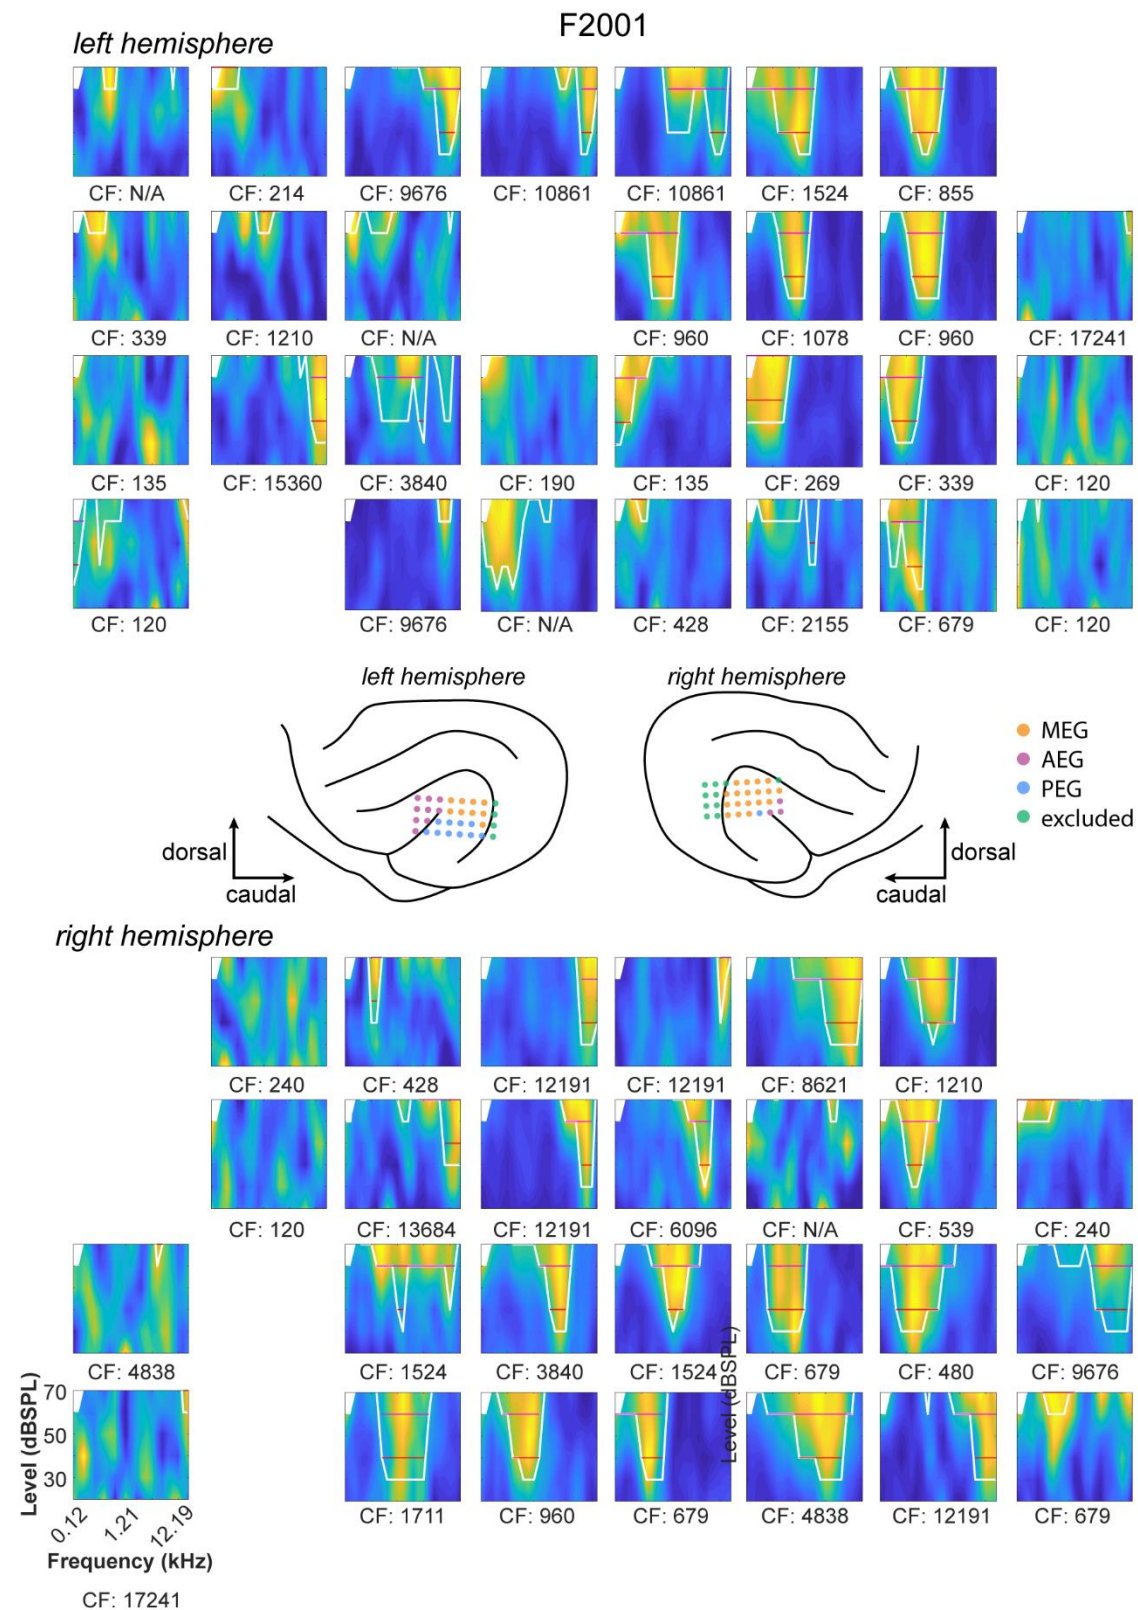 F2001
left hemisphere
CF: N/A CF: 214 CF: 9676 CF: 10861 CF: 10861 CF: 1524 CF: 855
CF: 339 CF: 1210 CF: N/A CF: 960 CF: 1078 CF: 960 CF: 17241
CF: 135 CF: 15360 CF: 3840 CF: 190 CF: 135 CF: 269 CF: 339 CF: 120
CF: 120 CF: 9676 CF: N/A CF: 428 CF: 2155 CF: 679 CF: 120
left hemisphere right hemisphere
MEG
AEG
PEG
excluded
dorsal dorsal
caudal caudal
right hemisphere
CF: 240 CF: 428 CF: 12191 CF: 12191 CF: 8621 CF: 1210
CF: 120 CF: 13684 CF: 12191 CF: 6096 CF: N/A CF: 539 CF: 240
CF: 4838 CF: 1524 CF: 3840 CF: 1524 CF: 679 CF: 480 CF: 9676
Level (dBSPL)
Level (dBSPL)
70
50
30
0.12 1.21 12.19
Frequency (kHz)
CF: 1711 CF: 960 CF: 679 CF: 4838 CF: 12191 CF: 679
CF: 17241